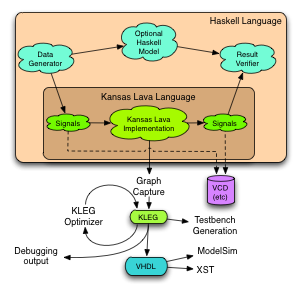 Haskell Language
Optional
Haskell
Model
Data
Generator
Result
Verifier
Kansas Lava Language
Signals
Kansas Lava
Implementation
Signals
Graph
Capture
VCD
(etc)
KLEG
Optimizer
KLEG
Testbench
Generation
Debugging
output
VHDL
ModelSim
XST